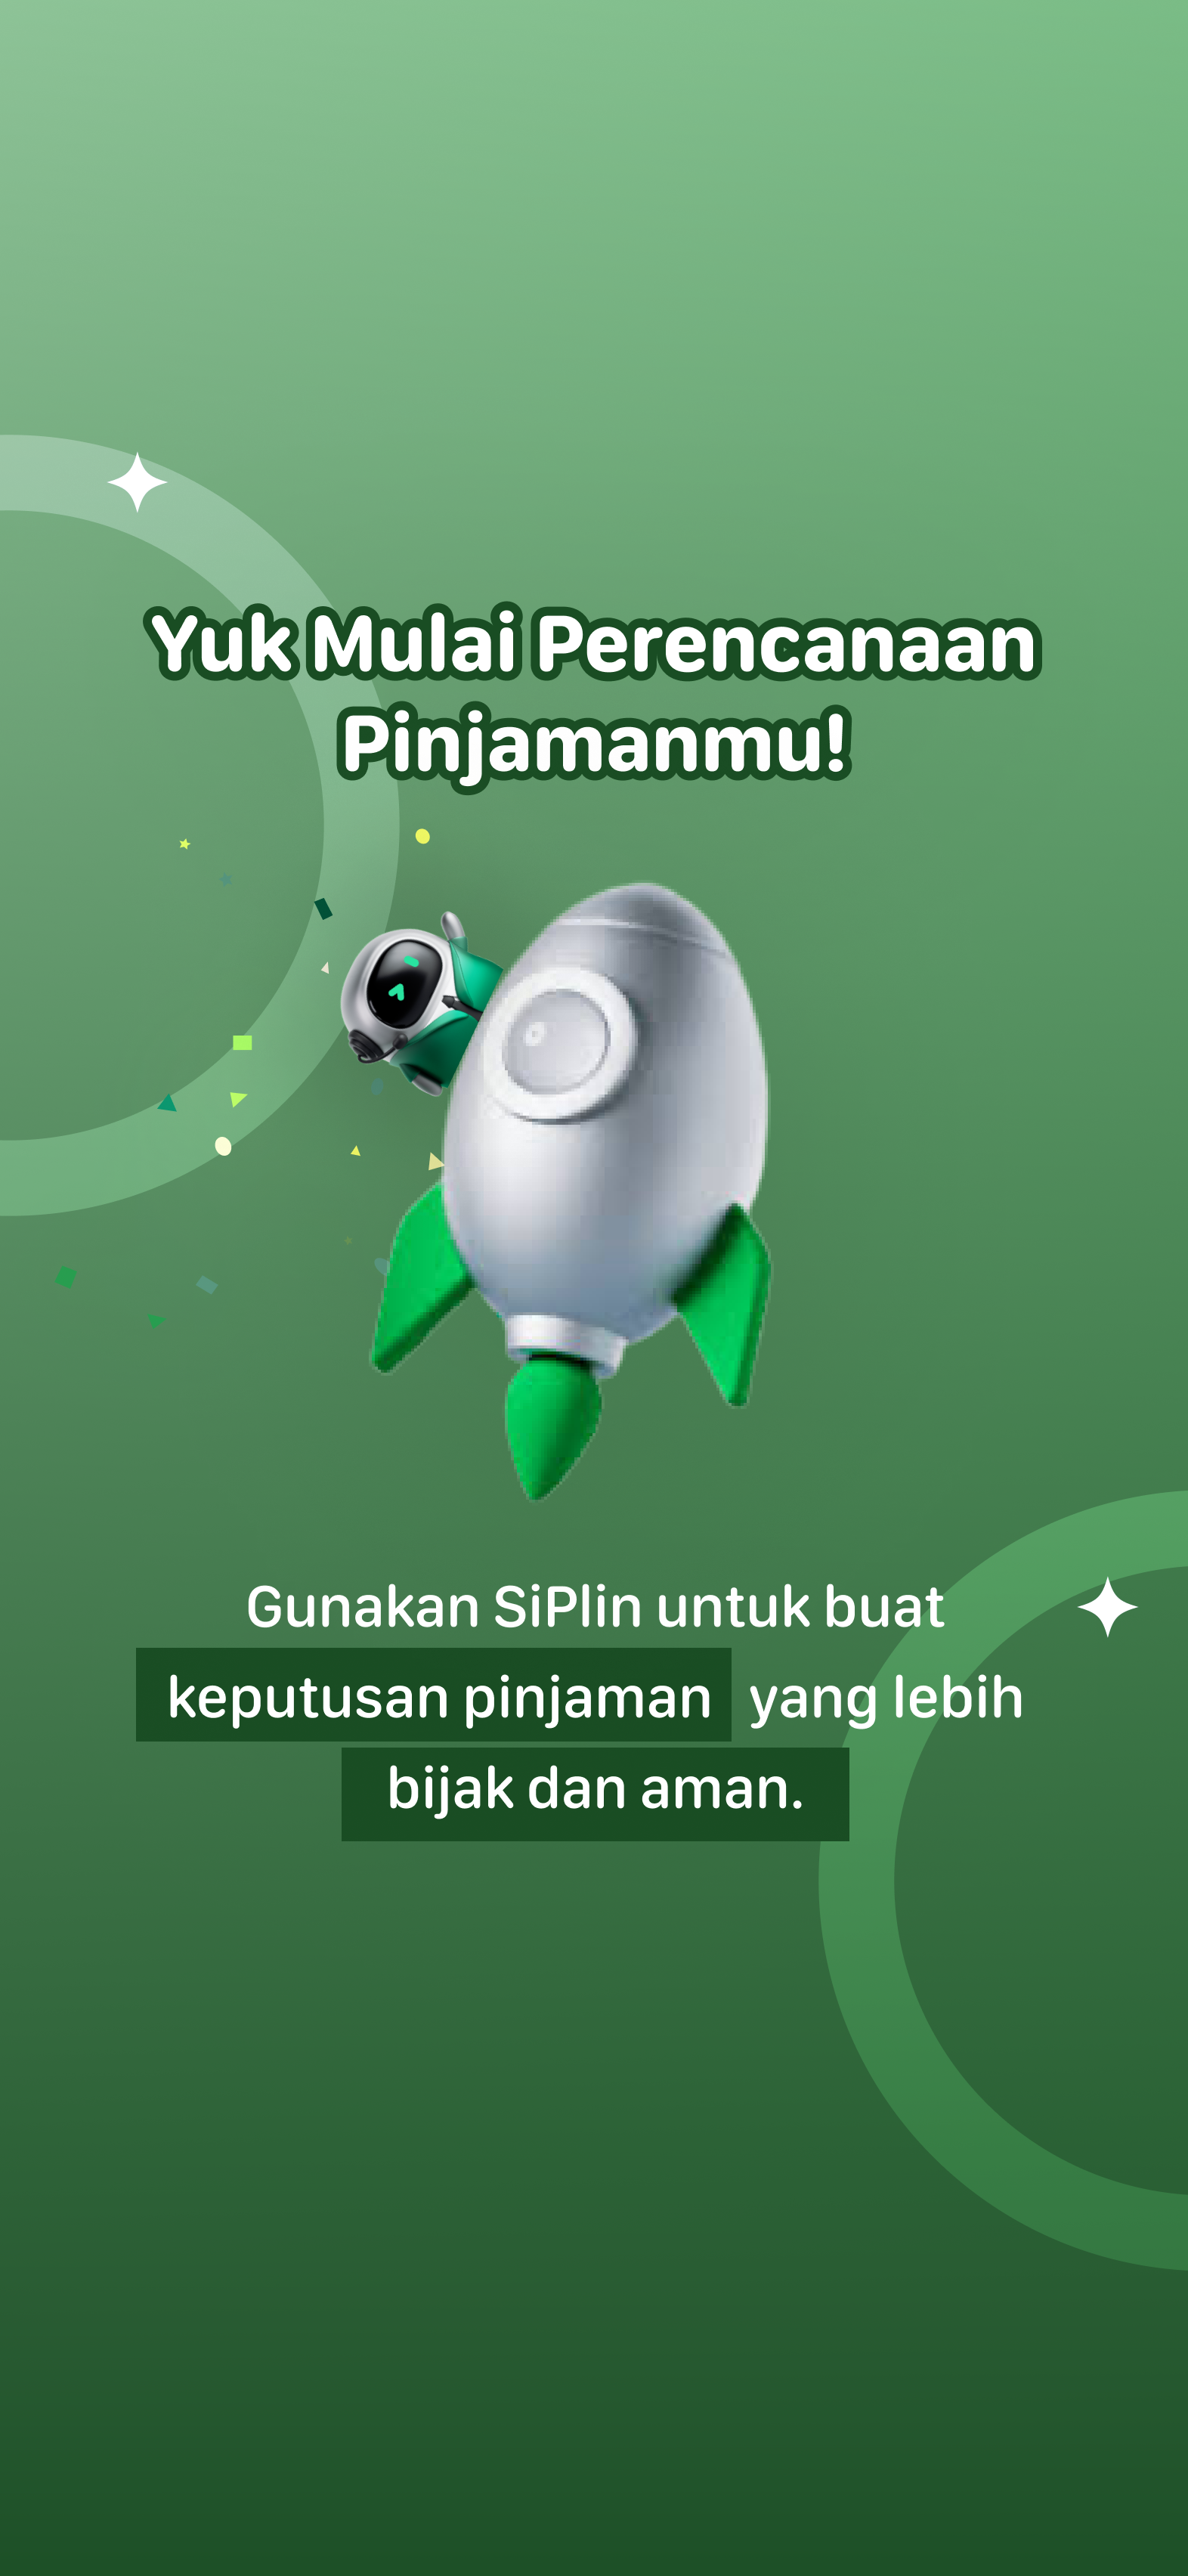 Yuk Mulai Perencanaan
Pinjamanmu!
Gunakan SiPlin untuk buat
keputusan pinjaman yang lebih
bijak dan aman.